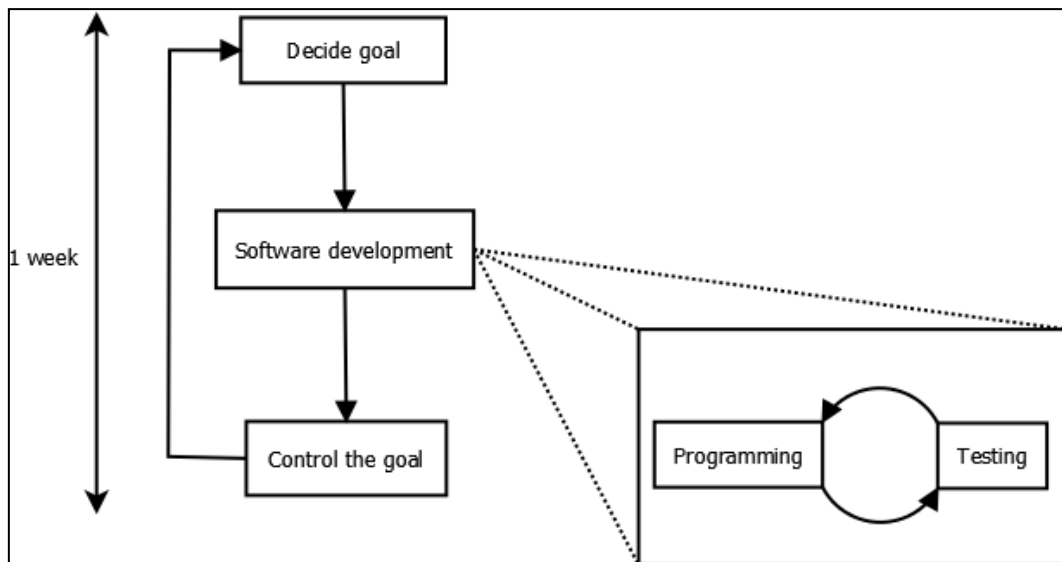 Decide goal
Software development
1 week
Control the goal
Programming
Testing